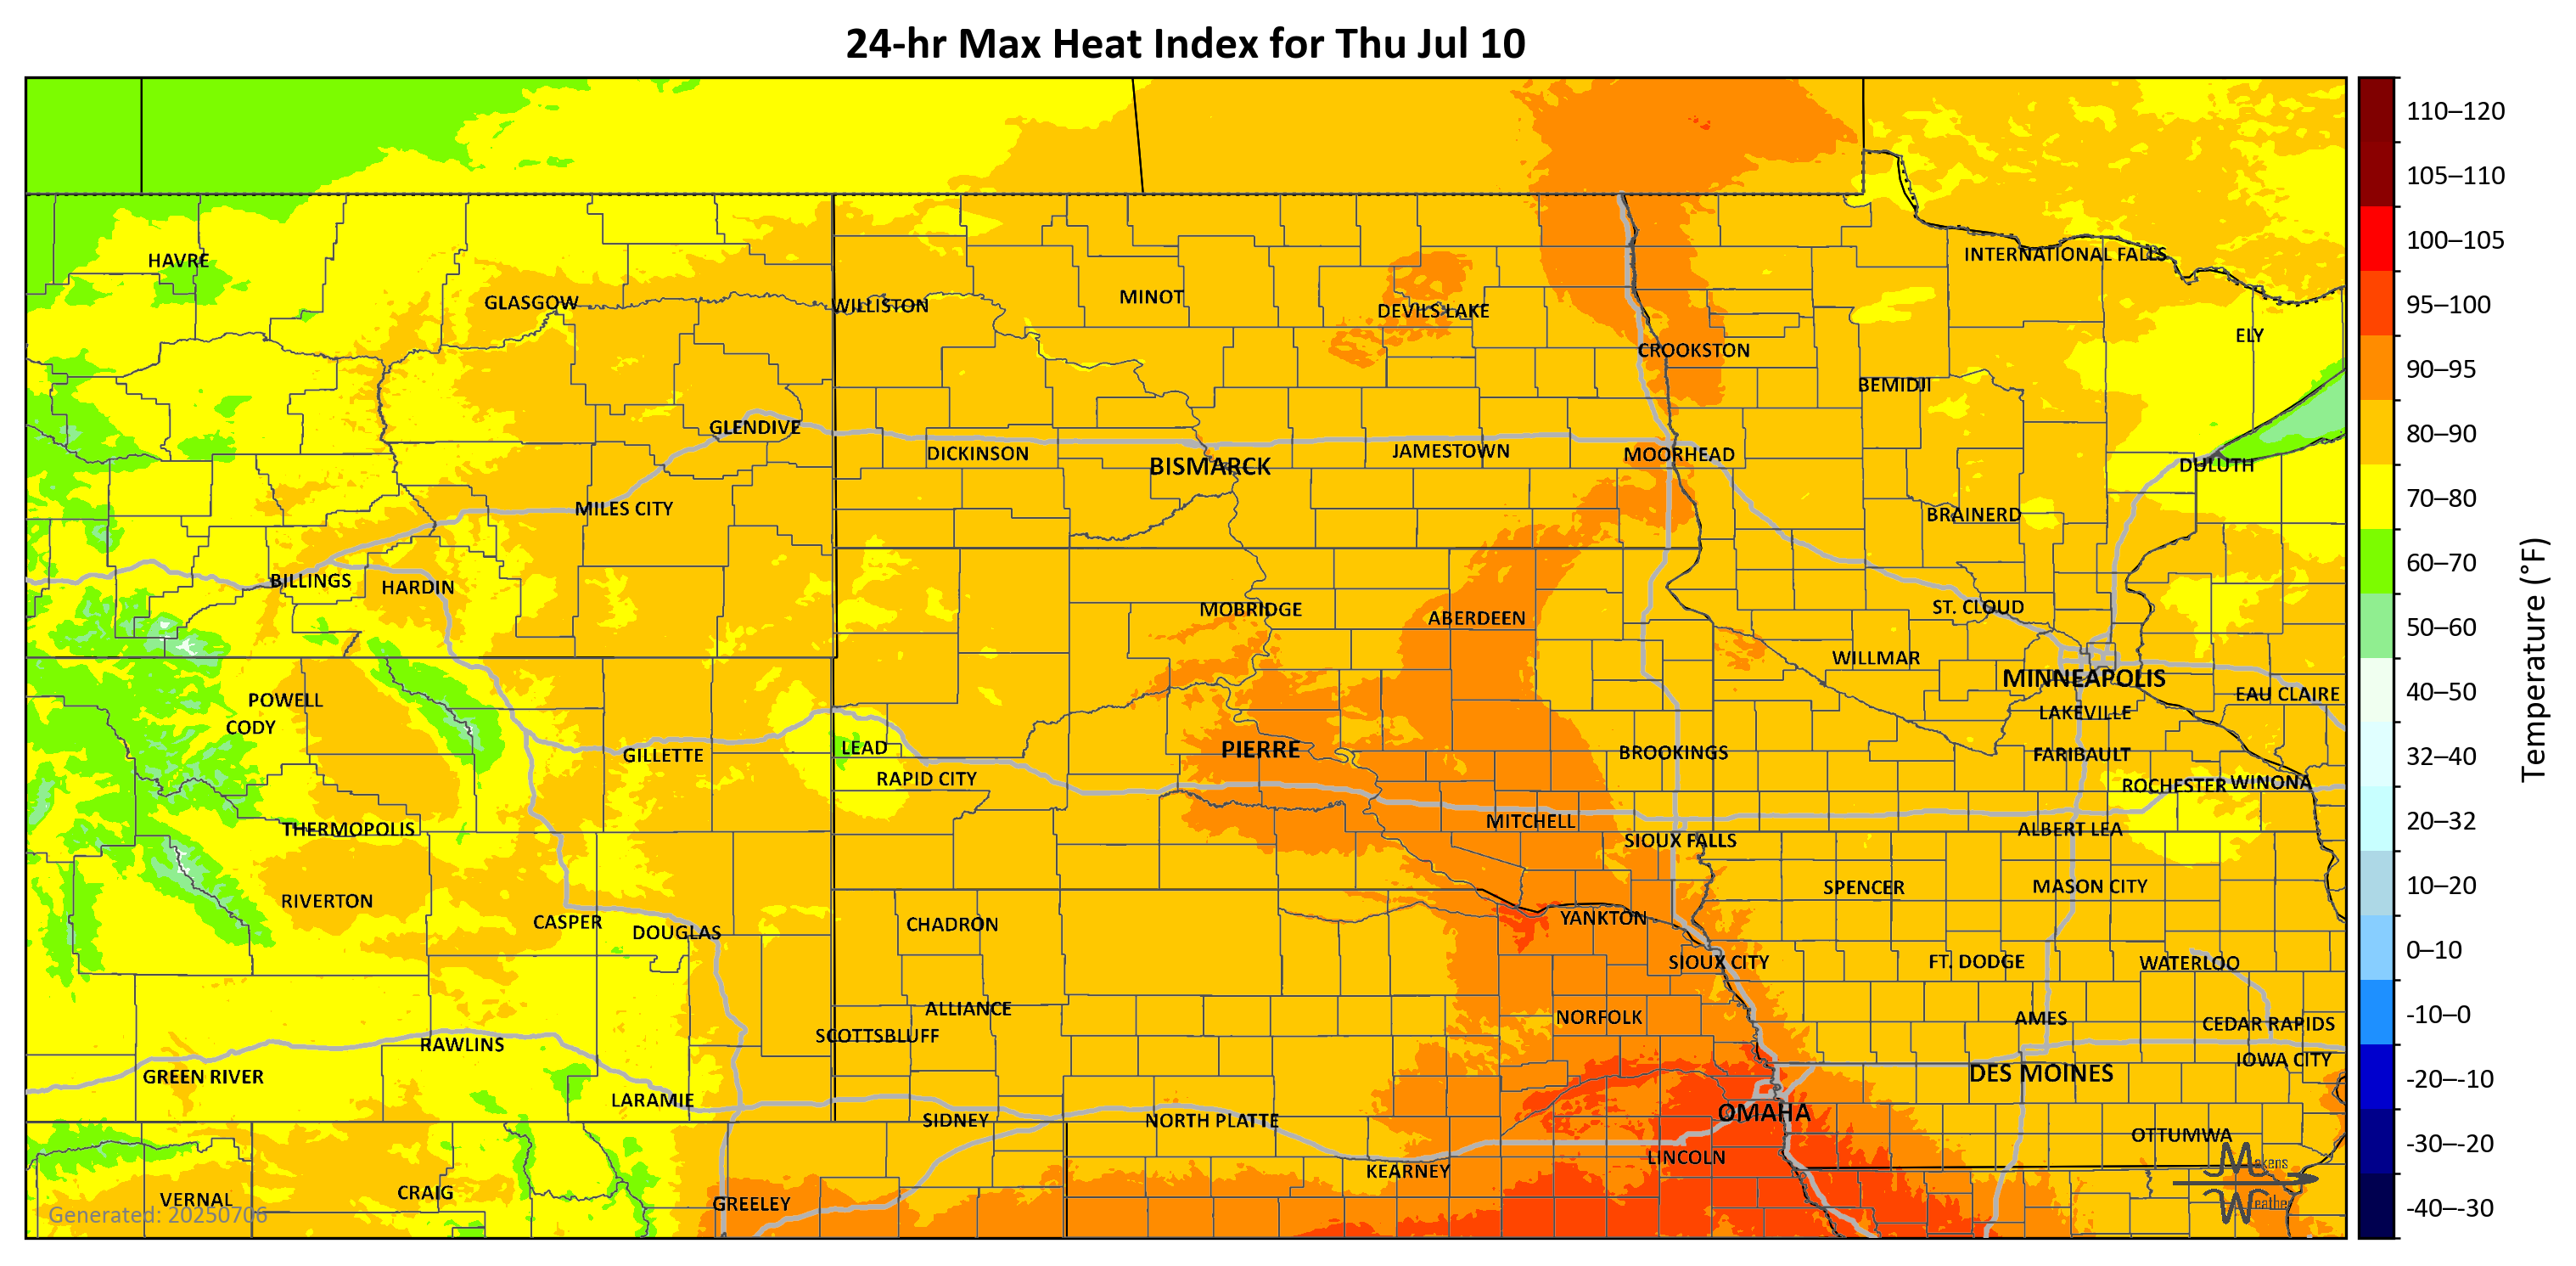 24-hr Max Heat Index for Thu Jul 10
110–120
105–110
100–105
95–100
90–95
80–90
70–80
60–70
50–60
40–50
32–40
20–32
10–20
0–10
-10–0
-20–-10
-30–-20
-40–-30
Temperature (°F)
INTERNATIONAL FALLS
HAVRE
GLASGOW
WILLISTON
MINOT
DEVILS LAKE
ELY
CROOKSTON
BEMIDJI
GLENDIVE
DICKINSON
BISMARCK
JAMESTOWN
MOORHEAD
DULUTH
MILES CITY
BRAINERD
BILLINGS
HARDIN
MOBRIDGE
ABERDEEN
ST. CLOUD
WILLMAR
MINNEAPOLIS
EAU CLAIRE
POWELL
CODY
LAKEVILLE
GILLETTE
LEAD
PIERRE
BROOKINGS
FARIBAULT
RAPID CITY
ROCHESTER
WINONA
THERMOPOLIS
MITCHELL
SIOUX FALLS
ALBERT LEA
RIVERTON
SPENCER
MASON CITY
CASPER
DOUGLAS
CHADRON
YANKTON
SIOUX CITY
FT. DODGE
WATERLOO
ALLIANCE
NORFOLK
AMES
CEDAR RAPIDS
SCOTTSBLUFF
RAWLINS
IOWA CITY
GREEN RIVER
DES MOINES
LARAMIE
SIDNEY
NORTH PLATTE
OMAHA
OTTUMWA
LINCOLN
KEARNEY
VERNAL
CRAIG
GREELEY
Makens
Weather
Generated: 20250706